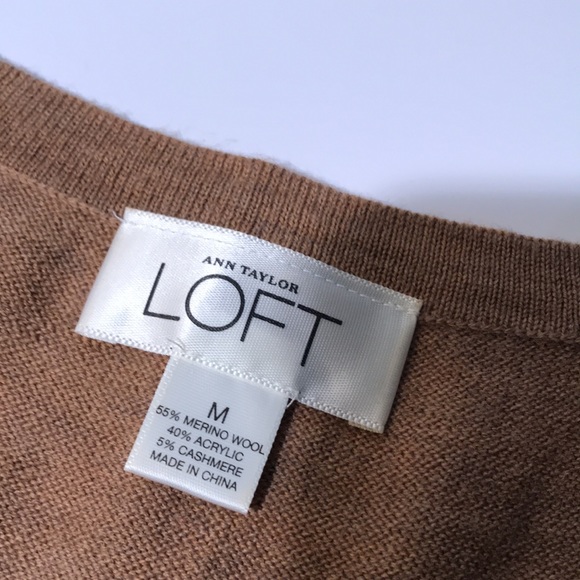 ANN TAYLOR
LOFT
M
55% MERINO WOOL
40% ACRYLIC
5% CASHMERE
MADE IN CHINA